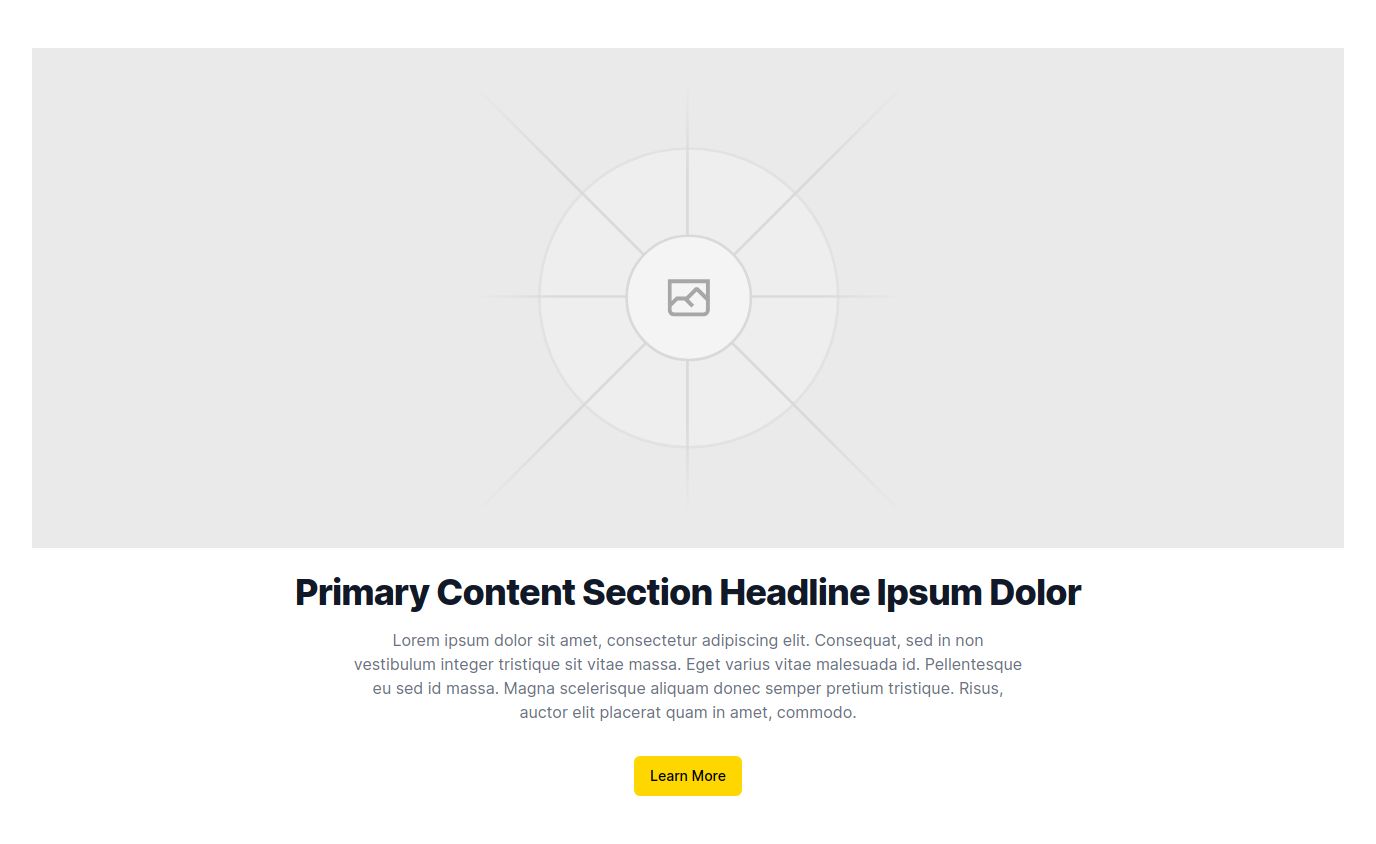 Primary Content Section Headline Ipsum Dolor
Lorem ipsum dolor sit amet, consectetur adipiscing elit. Consequat, sed in non
vestibulum integer tristique sit vitae massa. Eget varius vitae malesuada id. Pellentesque
eu sed id massa. Magna scelerisque aliquam donec semper pretium tristique. Risus,
auctor elit placerat quam in amet, commodo.
Learn More